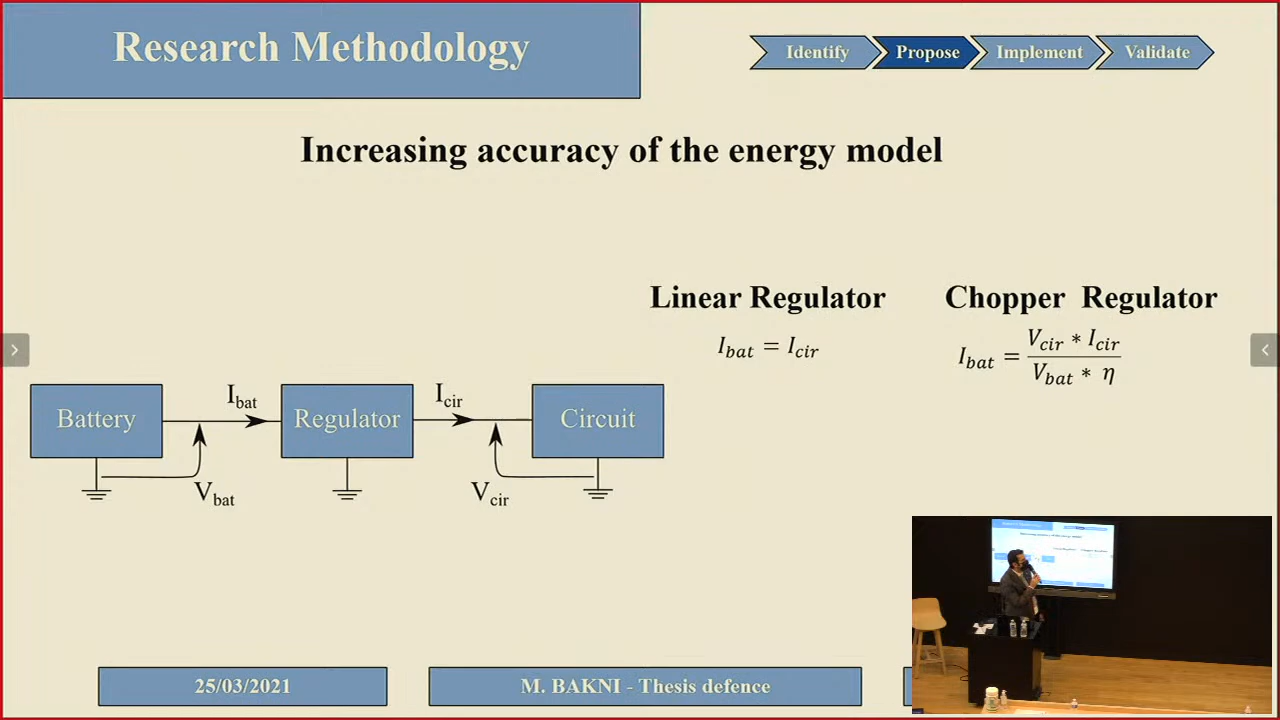 Research Methodology
Identify
Propose
Implement
Validate
Increasing accuracy of the energy model
Linear Regulator
Chopper Regulator
I_bat = I_cir
I_bat = (V_cir * I_cir) / (V_bat * η)
Battery
I_bat
Regulator
I_cir
Circuit
V_bat
V_cir
25/03/2021
M. BAKNI - Thesis defence